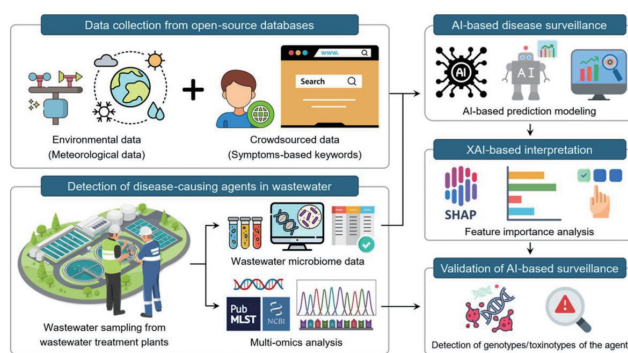 Data collection from open-source databases
www.
Search
Environmental data
(Meteorological data)
Crowdsourced data
(Symptoms-based keywords)
Detection of disease-causing agents in wastewater
Wastewater sampling from
wastewater treatment plants
Wastewater microbiome data
Pub
MLST
NCBI
Multi-omics analysis
AI-based disease surveillance
AI
AI
AI-based prediction modeling
XAI-based interpretation
SHAP
Feature importance analysis
Validation of AI-based surveillance
Detection of genotypes/toxinotypes of the agent